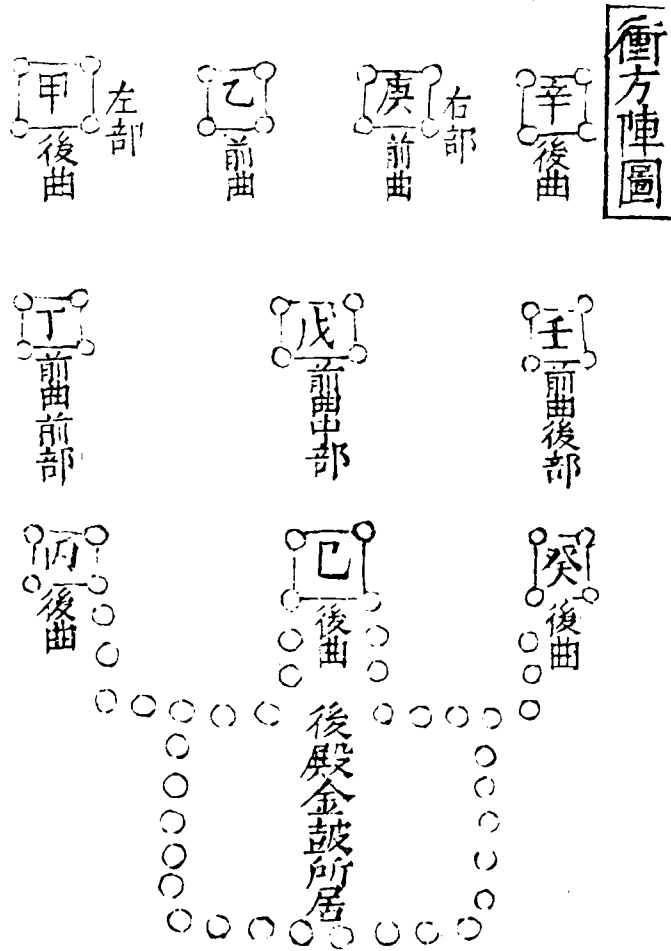 衝方陣圖
辛
後曲
右部
庚
前曲
乙
前曲
左部
甲
後曲
壬
前曲後部
戊
前曲中部
丁
前曲前部
癸
後曲
巳
後曲
丙
後曲
後殿金鼓所居